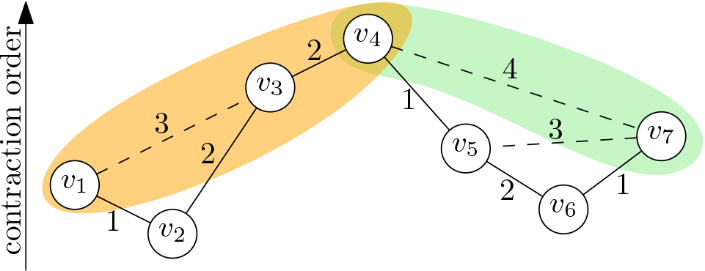 contraction order
v₁
v₂
v₃
v₄
v₅
v₆
v₇
3
1
2
2
1
4
3
2
1